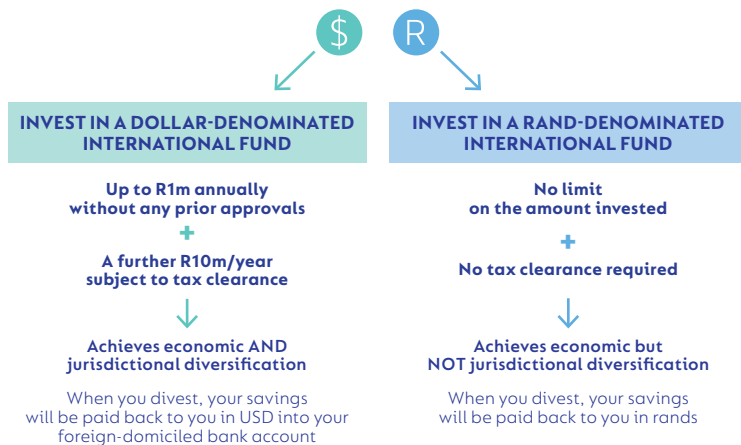 $
R
INVEST IN A DOLLAR-DENOMINATED
INTERNATIONAL FUND
Up to R1m annually
without any prior approvals
+
A further R10m/year
subject to tax clearance
Achieves economic AND
jurisdictional diversification
When you divest, your savings
will be paid back to you in USD into your
foreign-domiciled bank account
INVEST IN A RAND-DENOMINATED
INTERNATIONAL FUND
No limit
on the amount invested
+
No tax clearance required
Achieves economic but
NOT jurisdictional diversification
When you divest, your savings
will be paid back to you in rands